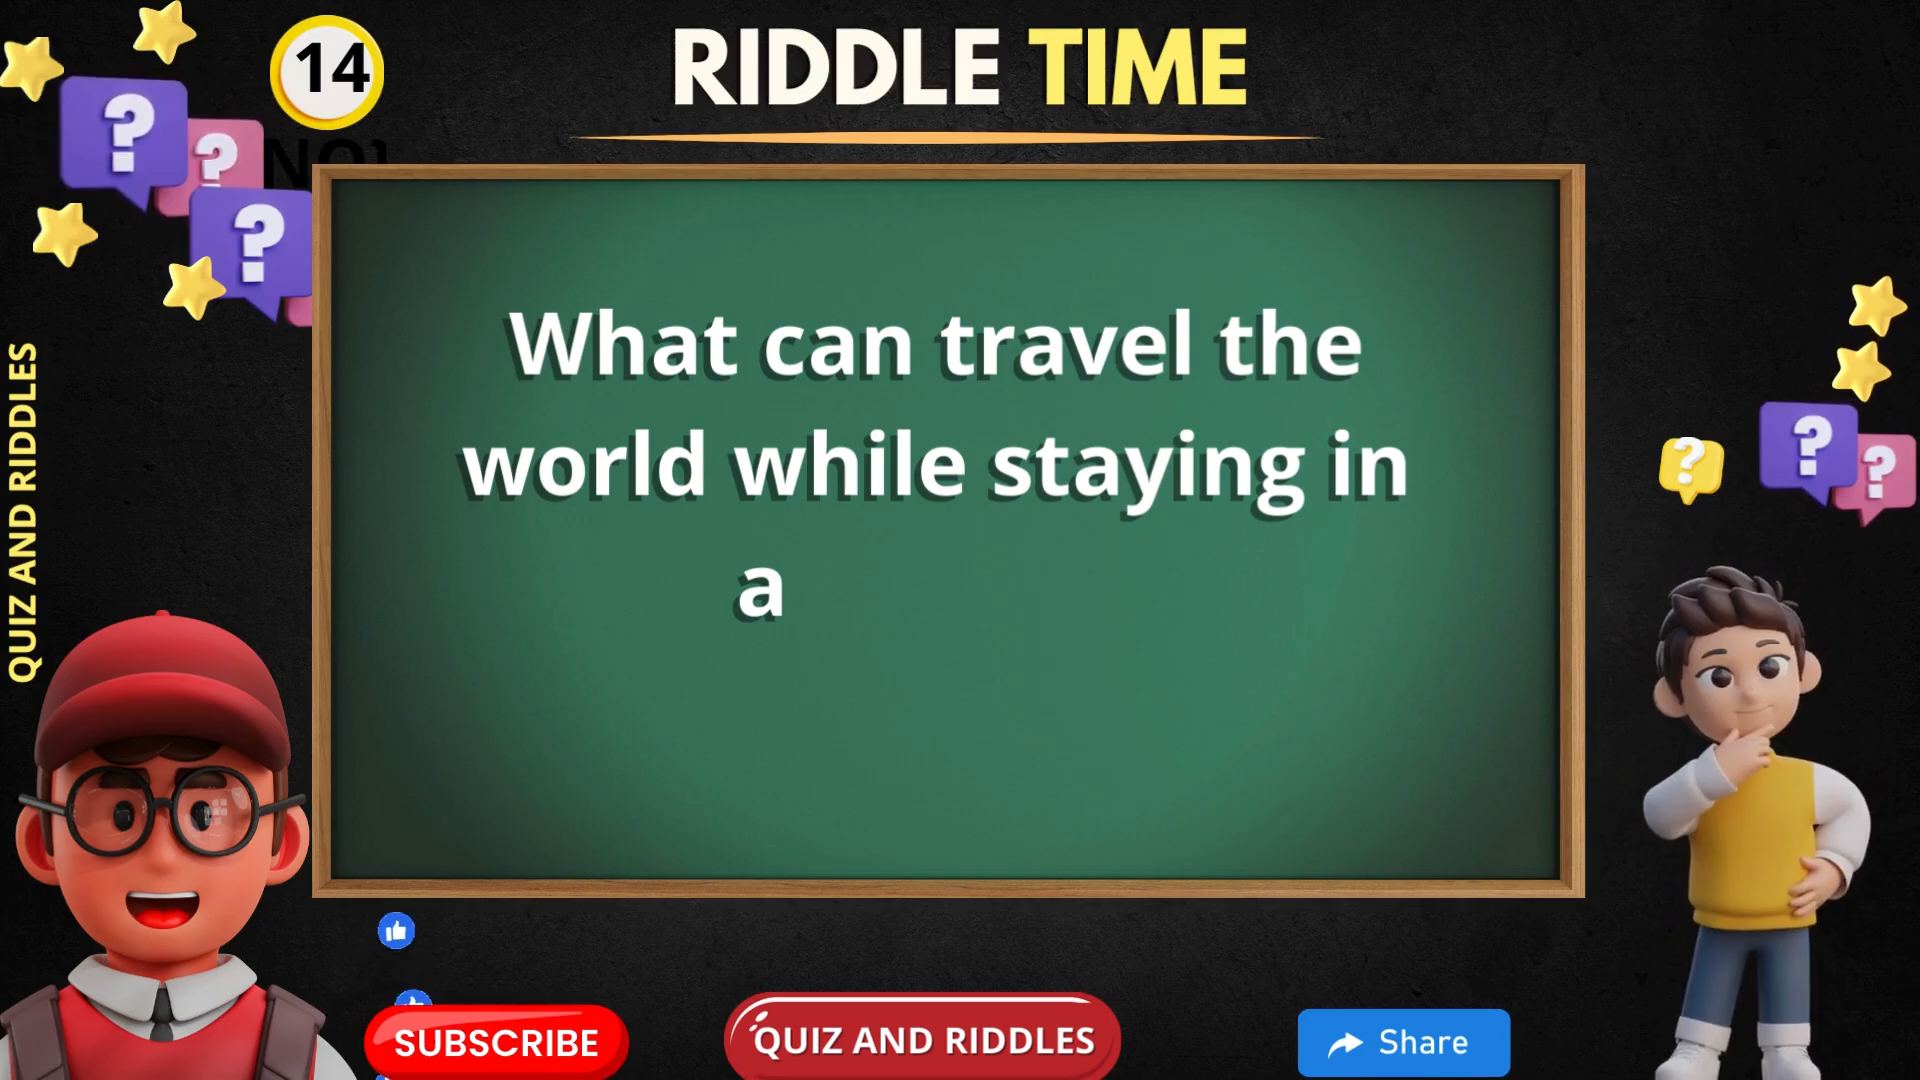 14
RIDDLE TIME
What can travel the
world while staying in
a
QUIZ AND RIDDLES
SUBSCRIBE
QUIZ AND RIDDLES
Share